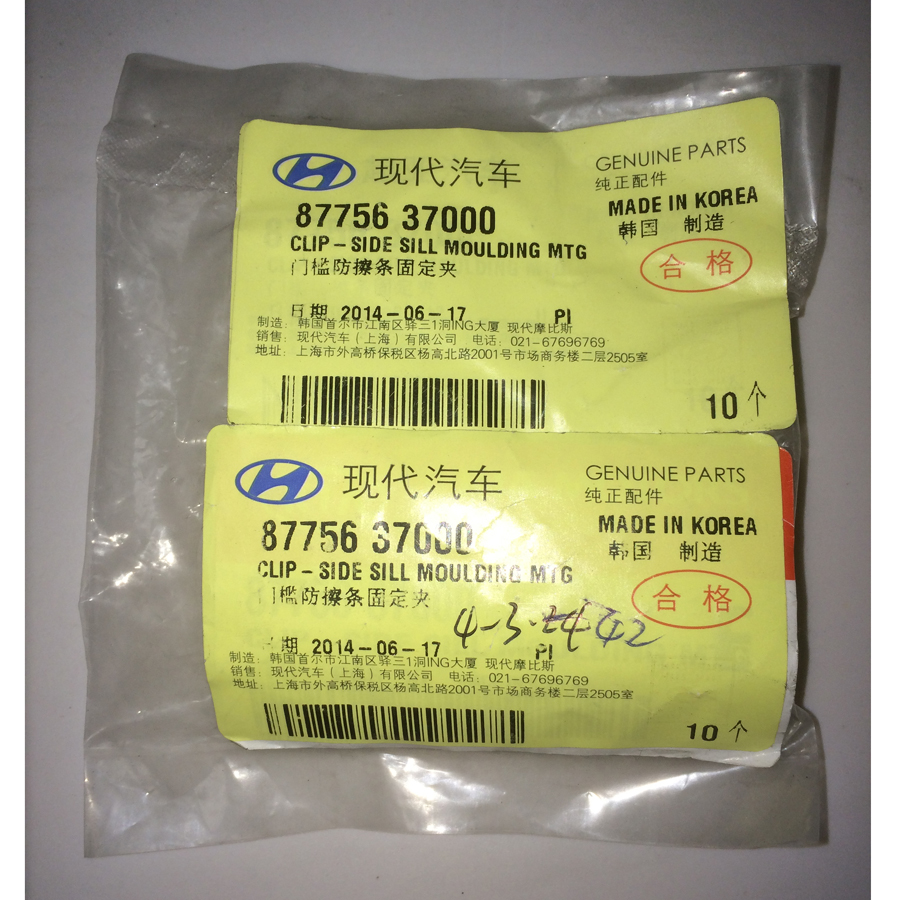 现代汽车
GENUINE PARTS
纯正配件
87756 37000
MADE IN KOREA
CLIP - SIDE SILL MOULDING MTG
韩国 制造
门槛防擦条固定夹
合格
日期 2014-06-17 PI
制造: 韩国首尔市江南区驿三1洞ING大厦 现代摩比斯
销售: 现代汽车(上海)有限公司 电话: 021-67696769
地址: 上海市外高桥保税区杨高北路2001号市场商务楼二层2505室
10个
现代汽车
GENUINE PARTS
纯正配件
87756 37000
MADE IN KOREA
韩国 制造
CLIP - SIDE SILL MOULDING MTG
门槛防擦条固定夹
合格
期 2014-06-17 PI
制造: 韩国首尔市江南区驿三1洞ING大厦 现代摩比斯
销售: 现代汽车(上海)有限公司 电话: 021-67696769
地址: 上海市外高桥保税区杨高北路2001号市场商务楼二层2505室
10个